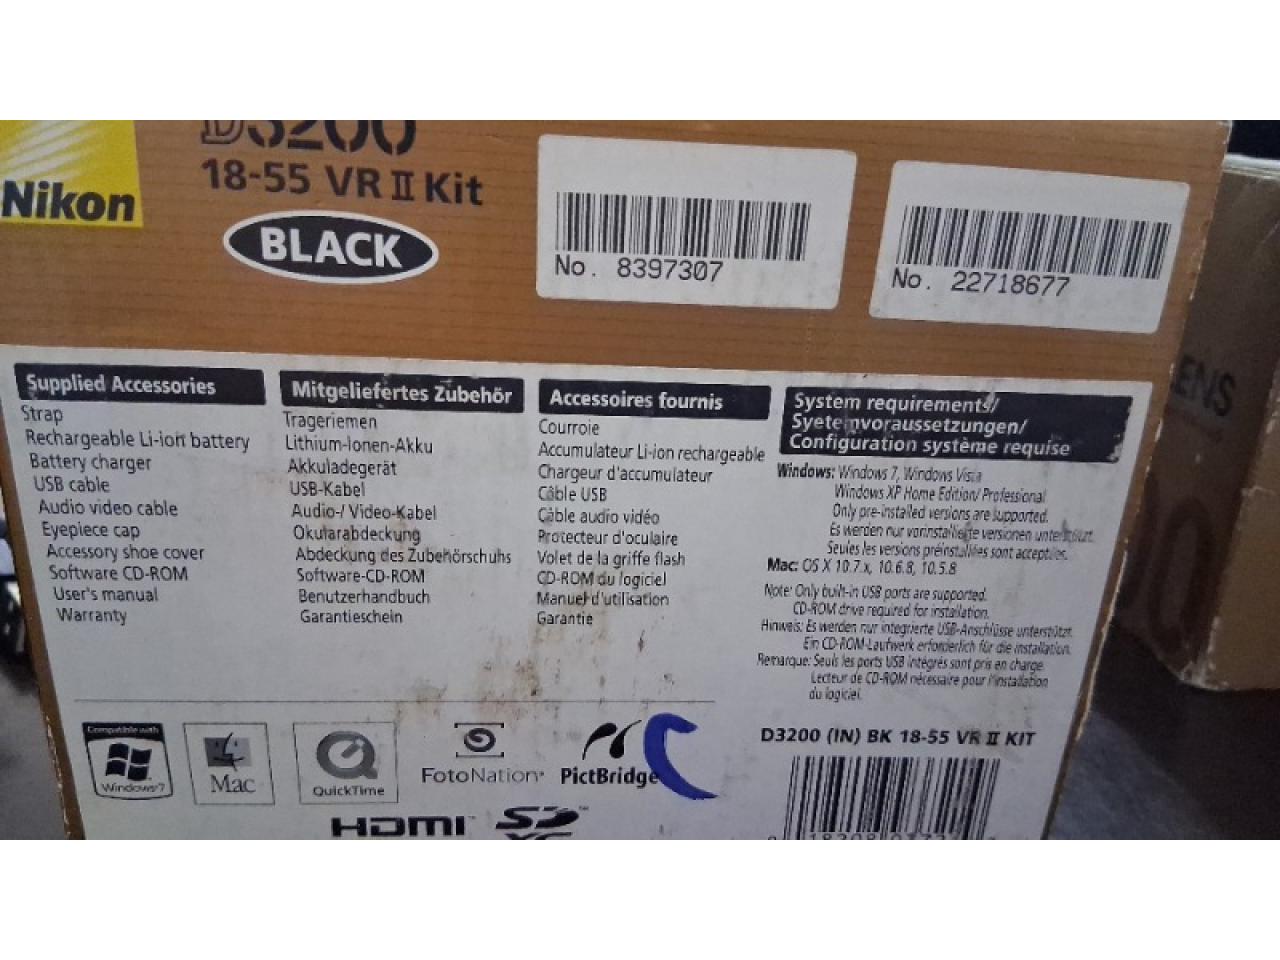 Nikon
D3200
18-55 VR II Kit
BLACK
No. 8397307
No. 22718677
Supplied Accessories
Strap
Rechargeable Li-ion battery
Battery charger
USB cable
Audio video cable
Eyepiece cap
Accessory shoe cover
Software CD-ROM
User's manual
Warranty
Mitgeliefertes Zubehör
Trageriemen
Lithium-Ionen-Akku
Akkuladegerät
USB-Kabel
Audio-/ Video-Kabel
Okularabdeckung
Abdeckung des Zubehörschuhs
Software-CD-ROM
Benutzerhandbuch
Garantieschein
Accessoires fournis
Courroie
Accumulateur Li-ion rechargeable
Chargeur d'accumulateur
Câble USB
Câble audio vidéo
Protecteur d'oculaire
Volet de la griffe flash
CD-ROM du logiciel
Manuel d'utilisation
Garantie
System requirements/
Syetemvoraussetzungen/
Configuration système requise
Windows: Windows 7, Windows Vista
Windows XP Home Edition/ Professional
Only pre-installed versions are supported.
Es werden nur vorinstallierte versionen unterstützt.
Seules les versions préinstallées sont acceptées.
Mac: OS X 10.7.x, 10.6.8, 10.5.8
Note: Only built-in USB ports are supported.
CD-ROM drive required for installation.
Hinweis: Es werden nur integrierte USB-Anschlüsse unterstützt.
Ein CD-ROM-Laufwerk erforderlich für die installation.
Remarque: Seuls les ports USB intégrés sont pris en charge.
Lecteur de CD-ROM nécessaire pour l'installation
du logiciel.
Compatible with
Windows 7
Mac
QuickTime
FotoNation
PictBridge
HDMI
SD
XC
D3200 (IN) BK 18-55 VR II KIT
ENS